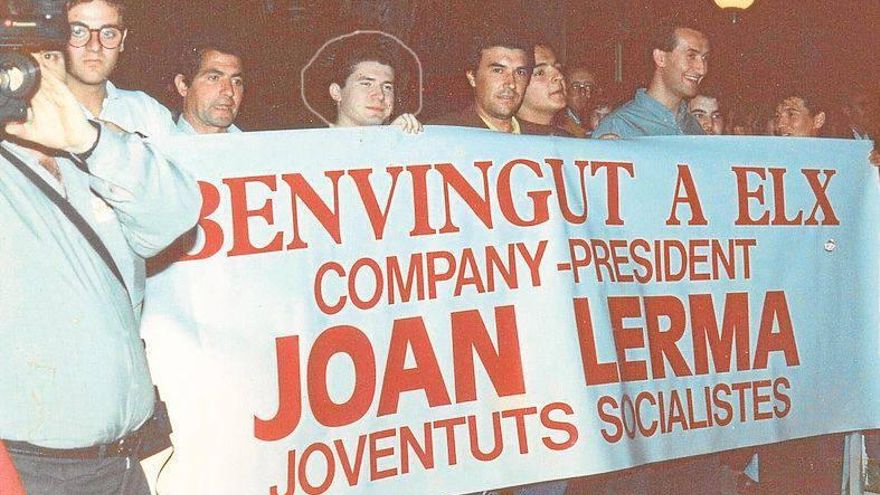 BENVINGUT A ELX
COMPANY-PRESIDENT
JOAN LERMA
JOVENTUTS SOCIALISTES